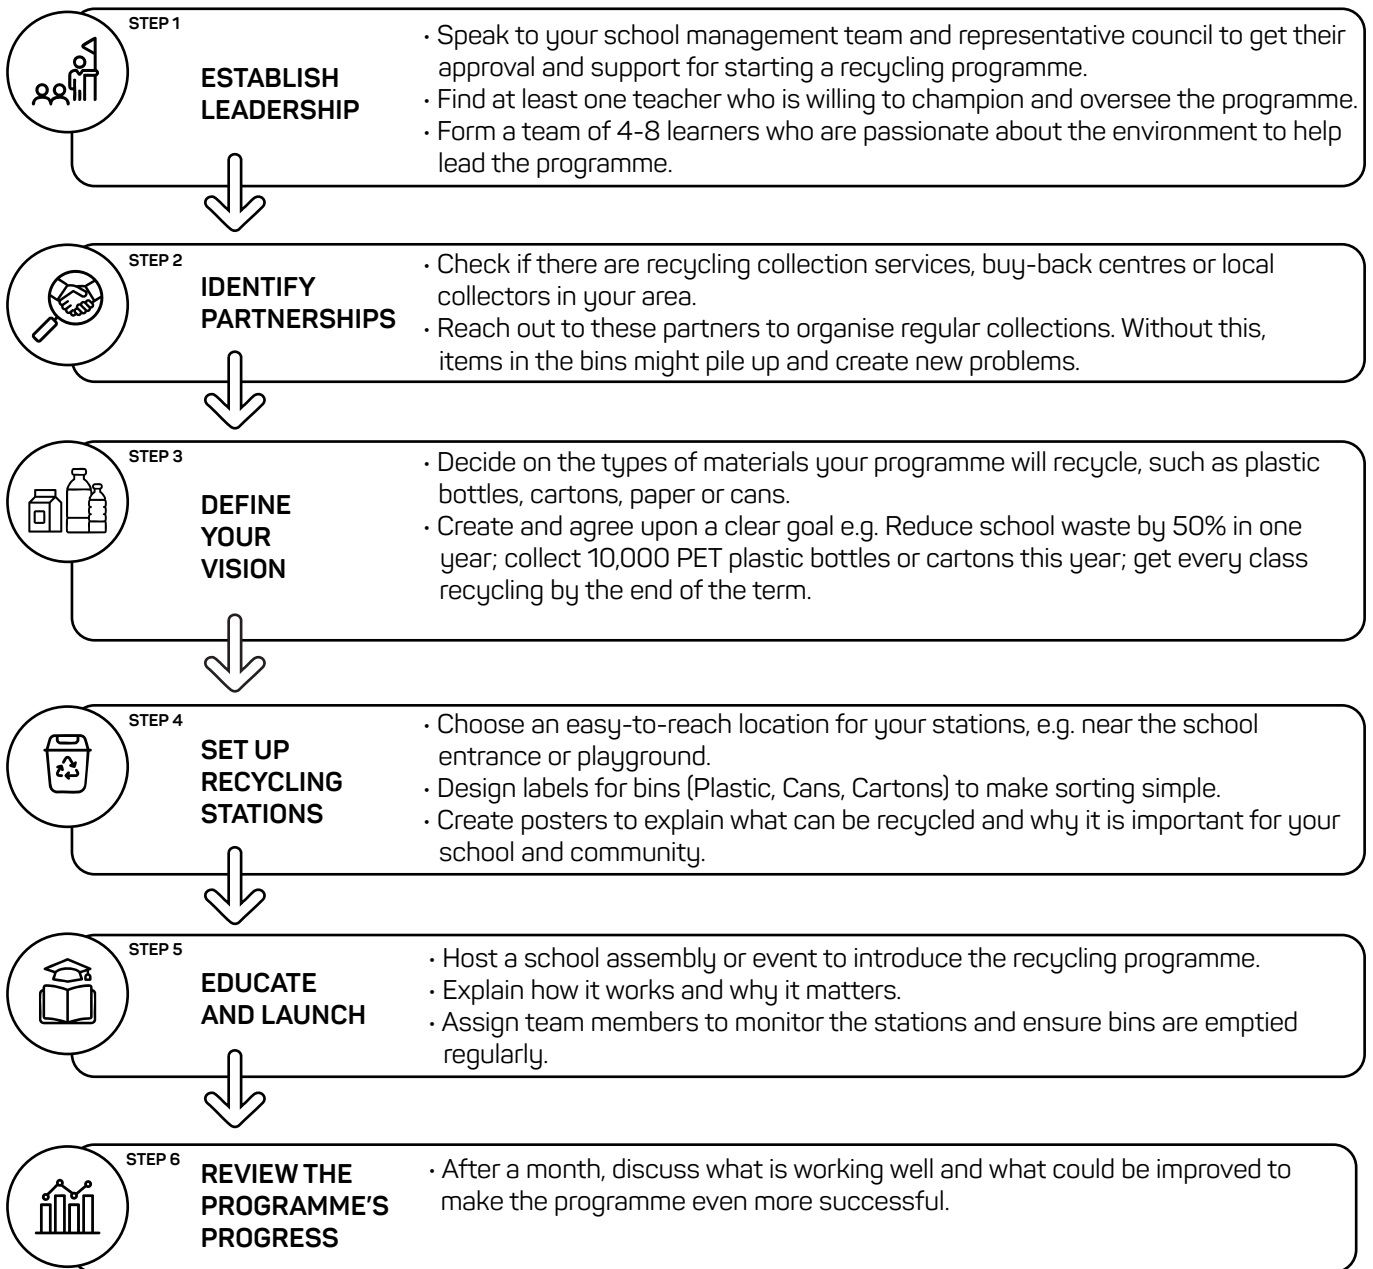 STEP 1
ESTABLISH
LEADERSHIP
• Speak to your school management team and representative council to get their
approval and support for starting a recycling programme.
• Find at least one teacher who is willing to champion and oversee the programme.
• Form a team of 4-8 learners who are passionate about the environment to help
lead the programme.
STEP 2
IDENTIFY
PARTNERSHIPS
• Check if there are recycling collection services, buy-back centres or local
collectors in your area.
• Reach out to these partners to organise regular collections. Without this,
items in the bins might pile up and create new problems.
STEP 3
DEFINE
YOUR
VISION
• Decide on the types of materials your programme will recycle, such as plastic
bottles, cartons, paper or cans.
• Create and agree upon a clear goal e.g. Reduce school waste by 50% in one
year; collect 10,000 PET plastic bottles or cartons this year; get every class
recycling by the end of the term.
STEP 4
SET UP
RECYCLING
STATIONS
• Choose an easy-to-reach location for your stations, e.g. near the school
entrance or playground.
• Design labels for bins (Plastic, Cans, Cartons) to make sorting simple.
• Create posters to explain what can be recycled and why it is important for your
school and community.
STEP 5
EDUCATE
AND LAUNCH
• Host a school assembly or event to introduce the recycling programme.
• Explain how it works and why it matters.
• Assign team members to monitor the stations and ensure bins are emptied
regularly.
STEP 6
REVIEW THE
PROGRAMME'S
PROGRESS
• After a month, discuss what is working well and what could be improved to
make the programme even more successful.